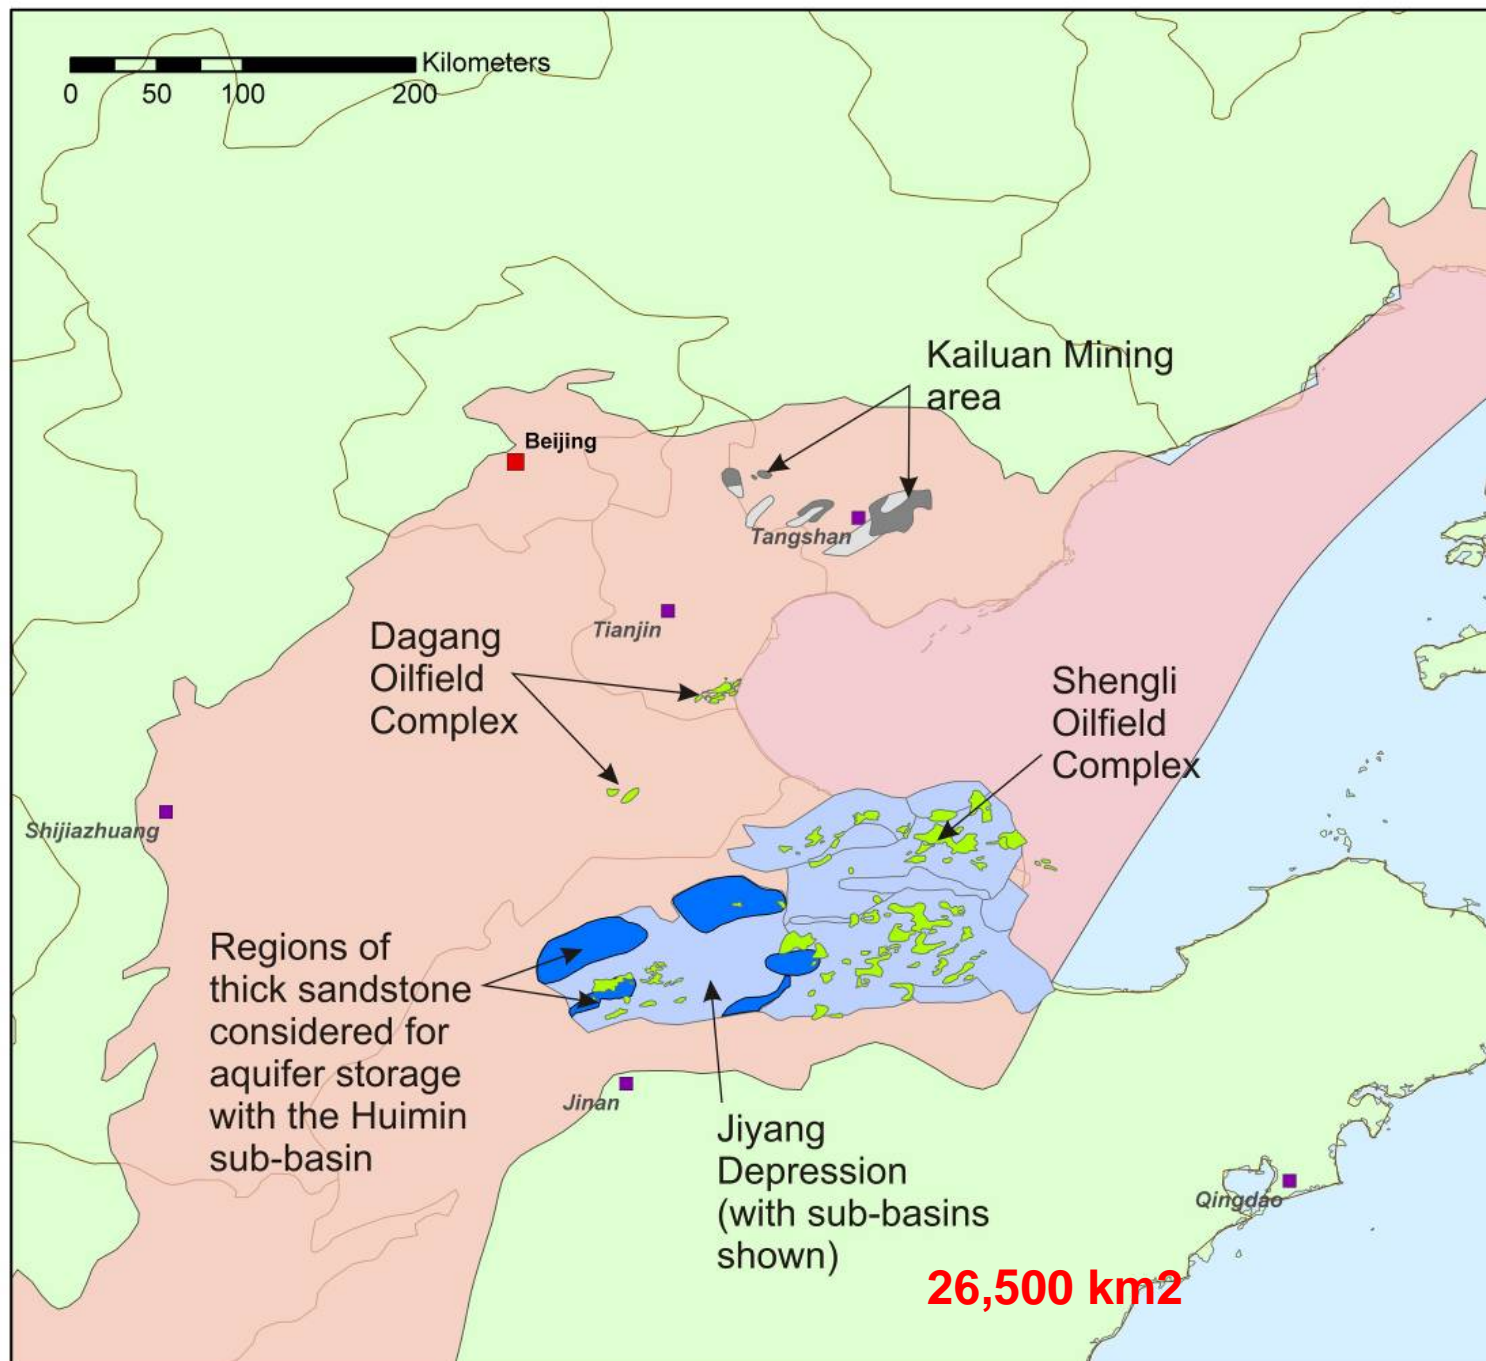 Kilometers
0 50 100 200
Kailuan Mining
area
Beijing
Tangshan
Tianjin
Dagang
Oilfield
Complex
Shengli
Oilfield
Complex
Shijiazhuang
Regions of
thick sandstone
considered for
aquifer storage
with the Huimin
sub-basin
Jinan
Jiyang
Depression
(with sub-basins
shown)
Qingdao
26,500 km2